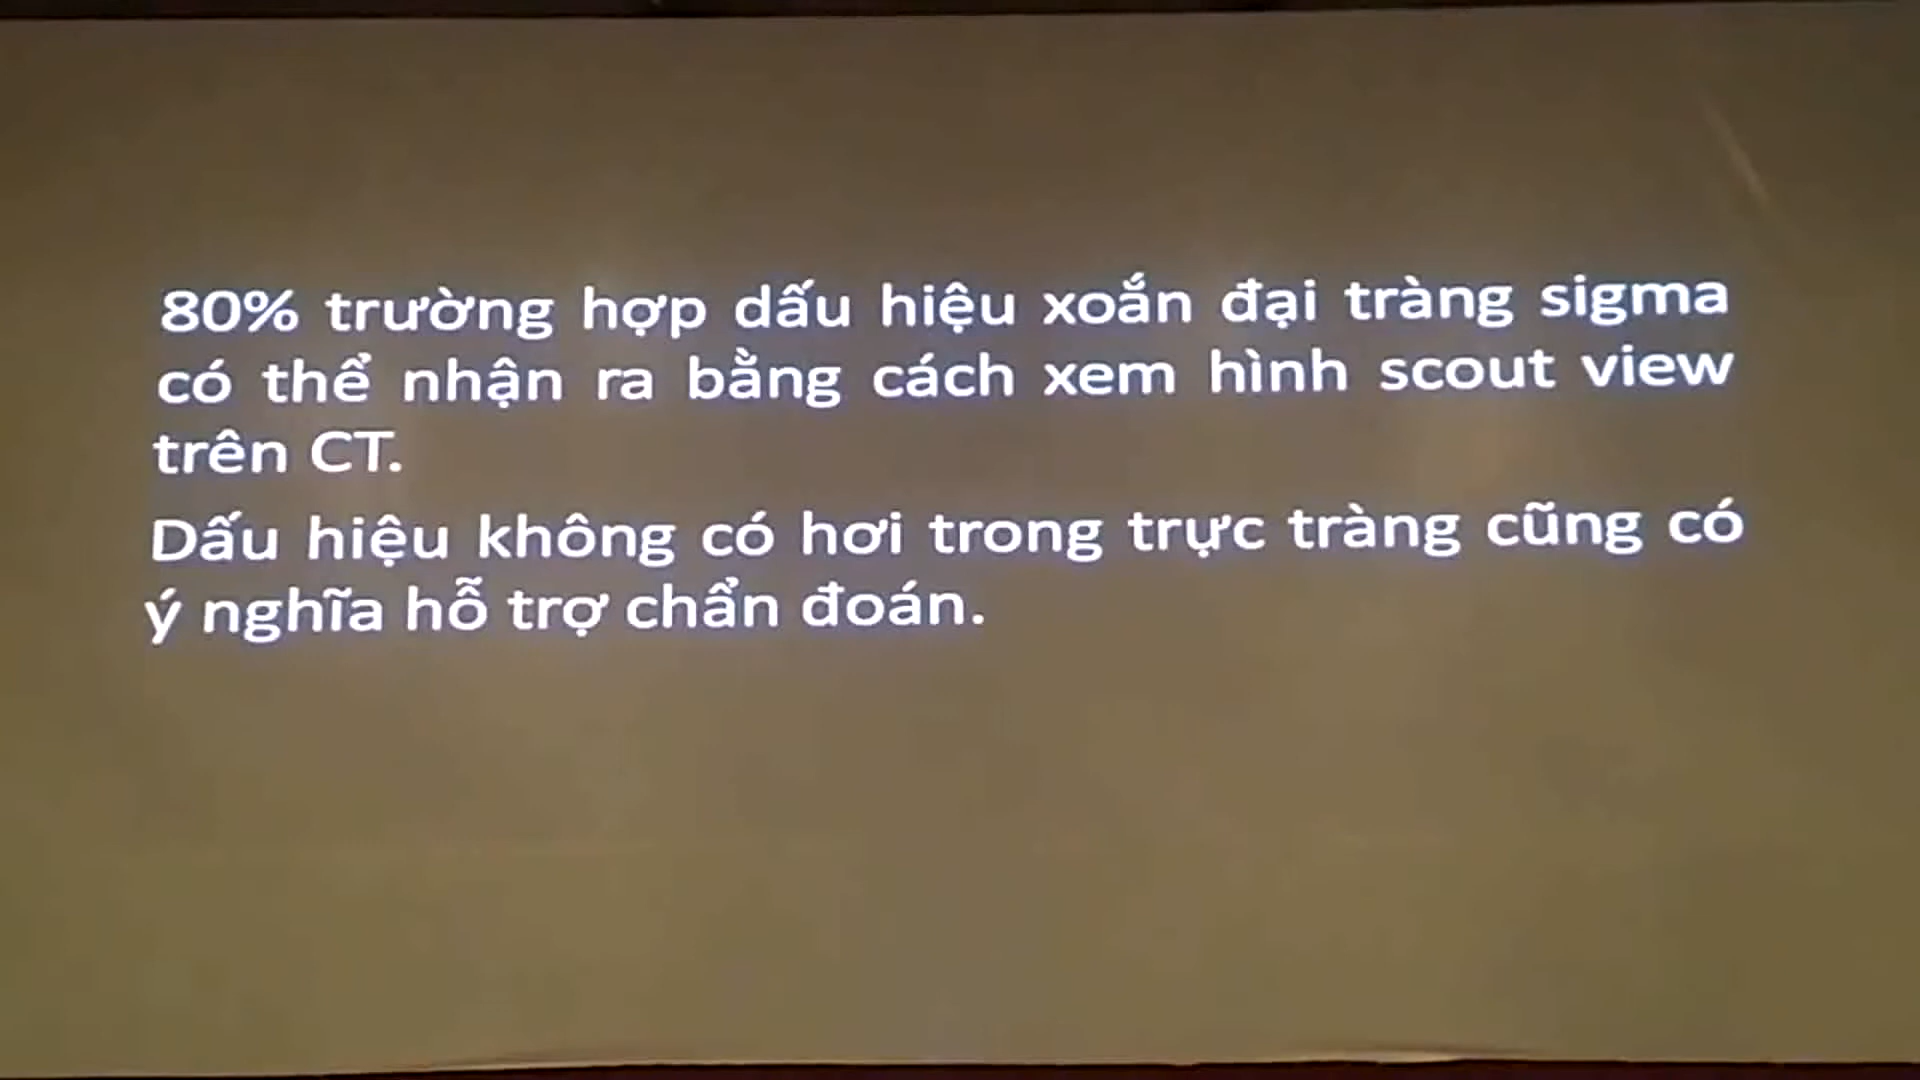 80% trường hợp dấu hiệu xoắn đại tràng sigma
có thể nhận ra bằng cách xem hình scout view
trên CT.
Dấu hiệu không có hơi trong trực tràng cũng có
ý nghĩa hỗ trợ chẩn đoán.